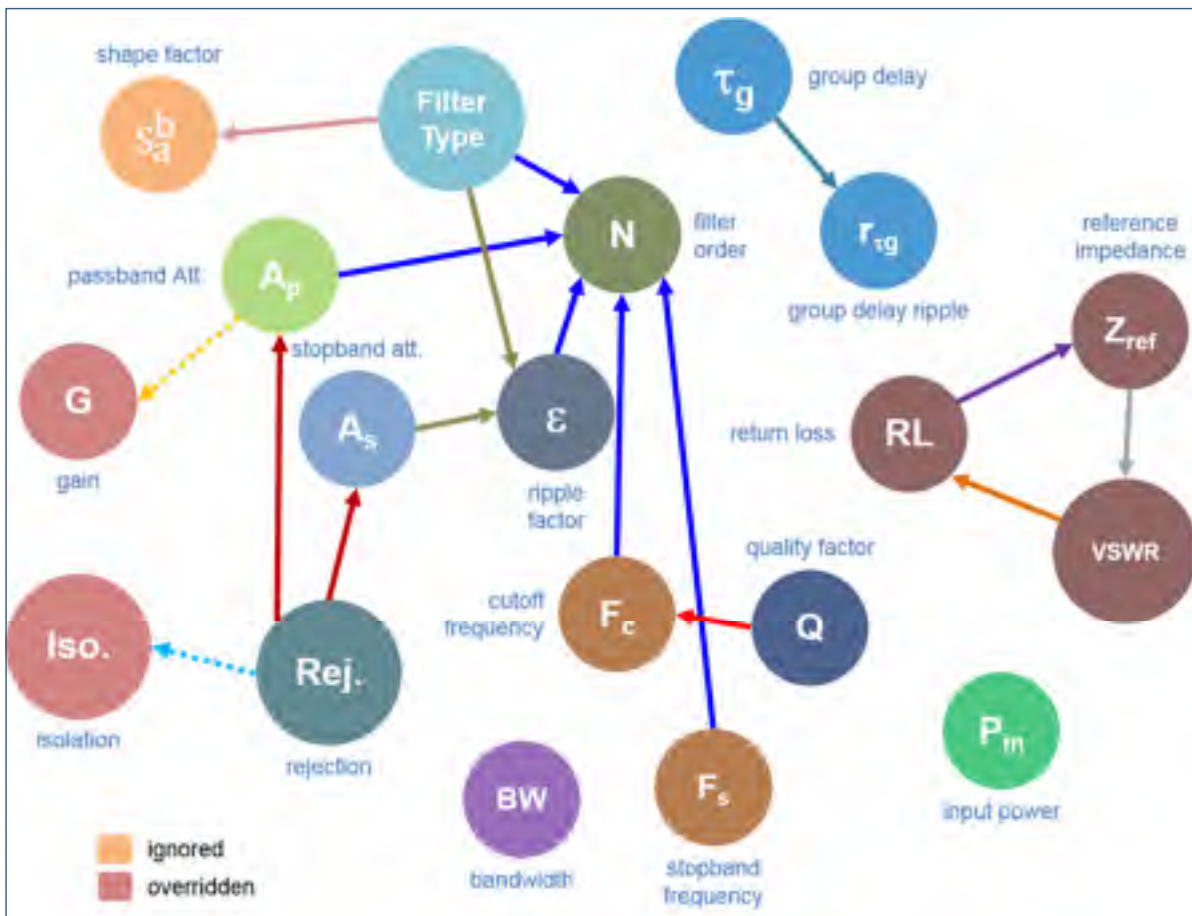 shape factor
S_a^b
Filter
Type
τg
group delay
N
filter
order
rτg
group delay ripple
reference
impedance
Zref
passband Att.
Ap
stopband att.
G
gain
As
ε
ripple
factor
return loss
RL
VSWR
quality factor
Q
cutoff
frequency
Fc
Iso.
isolation
Rej.
rejection
BW
bandwidth
Fs
stopband
frequency
Pin
input power
ignored
overridden